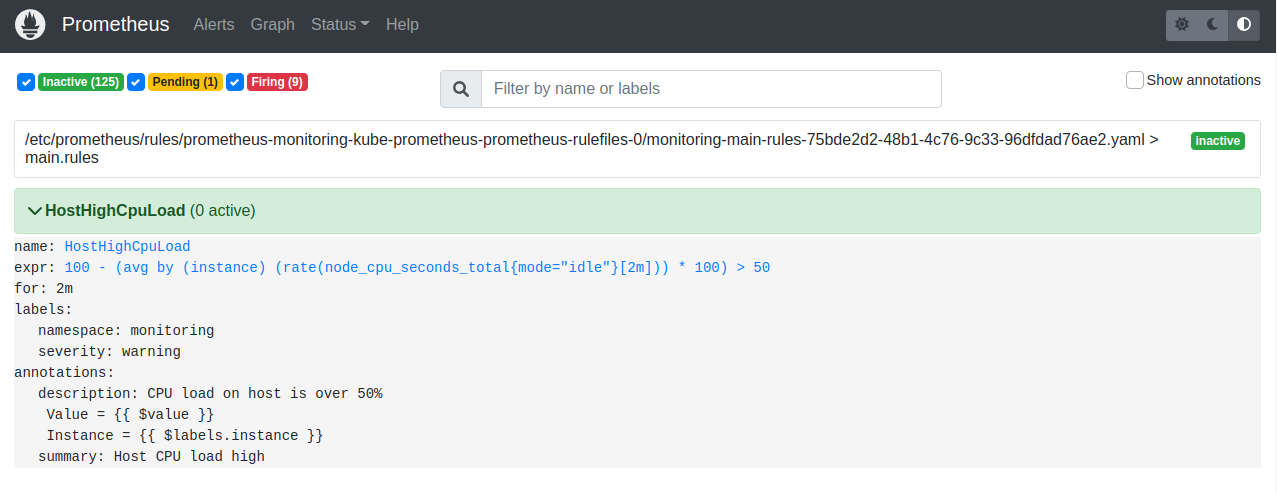 Prometheus Alerts Graph Status Help
Inactive (125) Pending (1) Firing (9) Filter by name or labels Show annotations
/etc/prometheus/rules/prometheus-monitoring-kube-prometheus-prometheus-rulefiles-0/monitoring-main-rules-75bde2d2-48b1-4c76-9c33-96dfdad76ae2.yaml > inactive
main.rules
HostHighCpuLoad (0 active)
name: HostHighCpuLoad
expr: 100 - (avg by (instance) (rate(node_cpu_seconds_total{mode="idle"}[2m])) * 100) > 50
for: 2m
labels:
namespace: monitoring
severity: warning
annotations:
description: CPU load on host is over 50%
Value = {{ $value }}
Instance = {{ $labels.instance }}
summary: Host CPU load high